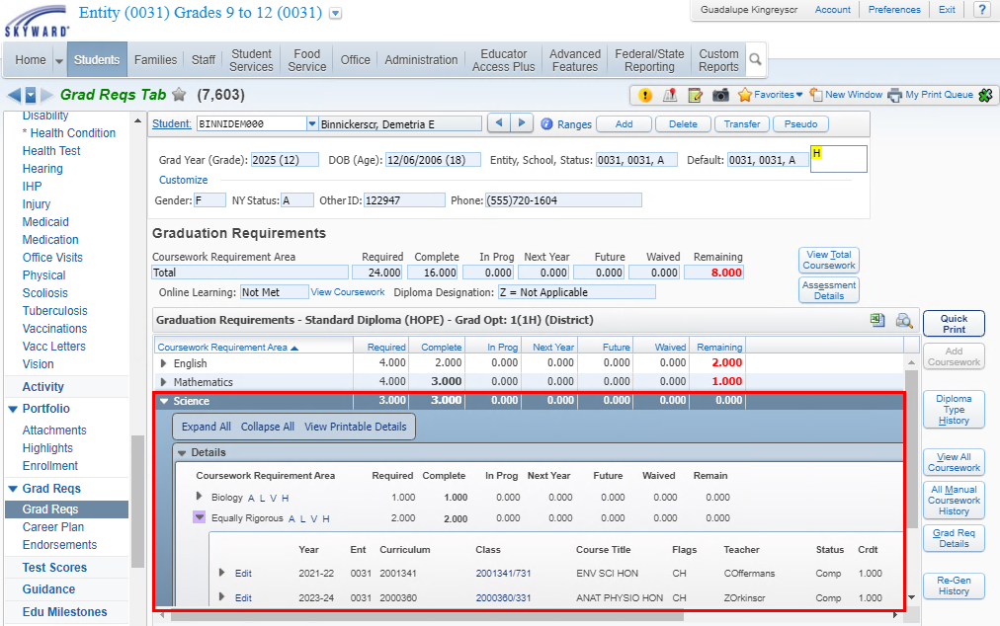 SKYWARD®
Entity (0031) Grades 9 to 12 (0031)
Guadalupe Kingreyscr Account Preferences Exit ?
Home Students Families Staff Student Services Food Service Office Administration Educator Access Plus Advanced Features Federal/State Reporting Custom Reports
Grad Reqs Tab (7,603)
Favorites New Window My Print Queue
Disability
* Health Condition
Health Test
Hearing
IHP
Injury
Medicaid
Medication
Office Visits
Physical
Scoliosis
Tuberculosis
Vaccinations
Vacc Letters
Vision
Activity
Portfolio
Attachments
Highlights
Enrollment
Grad Reqs
Grad Reqs
Career Plan
Endorsements
Test Scores
Guidance
Edu Milestones
Student: BINNIDEM000 Binnickerscr, Demetria E Ranges Add Delete Transfer Pseudo
Grad Year (Grade): 2025 (12) DOB (Age): 12/06/2006 (18) Entity, School, Status: 0031, 0031, A Default: 0031, 0031, A H
Customize
Gender: F NY Status: A Other ID: 122947 Phone: (555)720-1604
Graduation Requirements
Coursework Requirement Area Required Complete In Prog Next Year Future Waived Remaining
Total 24.000 16.000 0.000 0.000 0.000 0.000 8.000
Online Learning: Not Met View Coursework Diploma Designation: Z = Not Applicable
View Total Coursework
Assessment Details
Graduation Requirements - Standard Diploma (HOPE) - Grad Opt: 1(1H) (District)
Coursework Requirement Area Required Complete In Prog Next Year Future Waived Remaining
English 4.000 2.000 0.000 0.000 0.000 0.000 2.000
Mathematics 4.000 3.000 0.000 0.000 0.000 0.000 1.000
Science 3.000 3.000 0.000 0.000 0.000 0.000 0.000
Expand All Collapse All View Printable Details
Details
Coursework Requirement Area Required Complete In Prog Next Year Future Waived Remain
Biology A L V H 1.000 1.000 0.000 0.000 0.000 0.000 0.000
Equally Rigorous A L V H 2.000 2.000 0.000 0.000 0.000 0.000 0.000
Year Ent Curriculum Class Course Title Flags Teacher Status Crdt
Edit 2021-22 0031 2001341 2001341/731 ENV SCI HON CH COffermans Comp 1.000
Edit 2023-24 0031 2000360 2000360/331 ANAT PHYSIO HON CH ZOrkinscr Comp 1.000
Quick Print
Add Coursework
Diploma Type History
View All Coursework
All Manual Coursework History
Grad Req Details
Re-Gen History